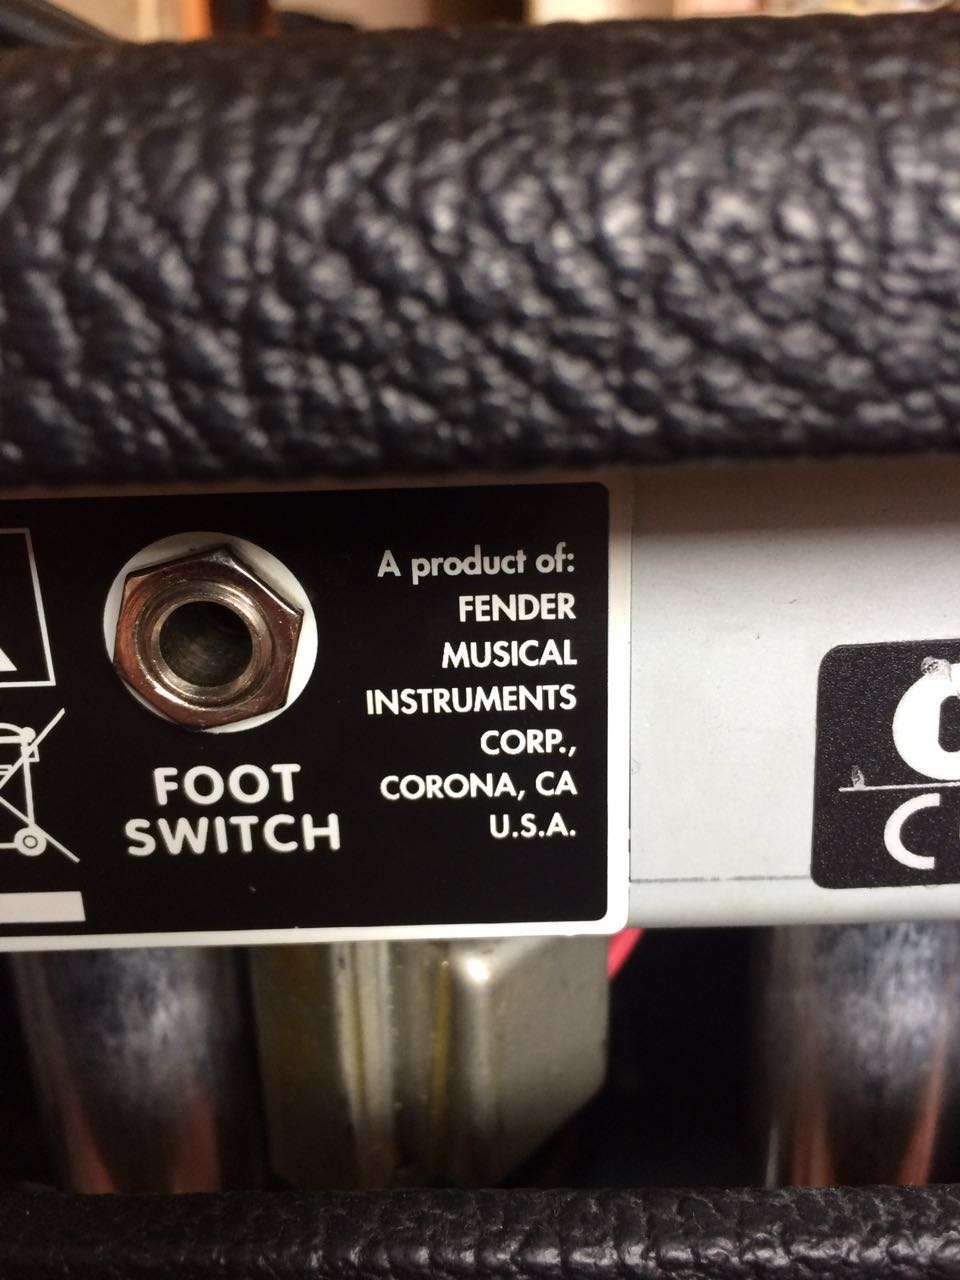 A product of:
FENDER
MUSICAL
INSTRUMENTS
CORP.,
CORONA, CA
U.S.A.
FOOT
SWITCH